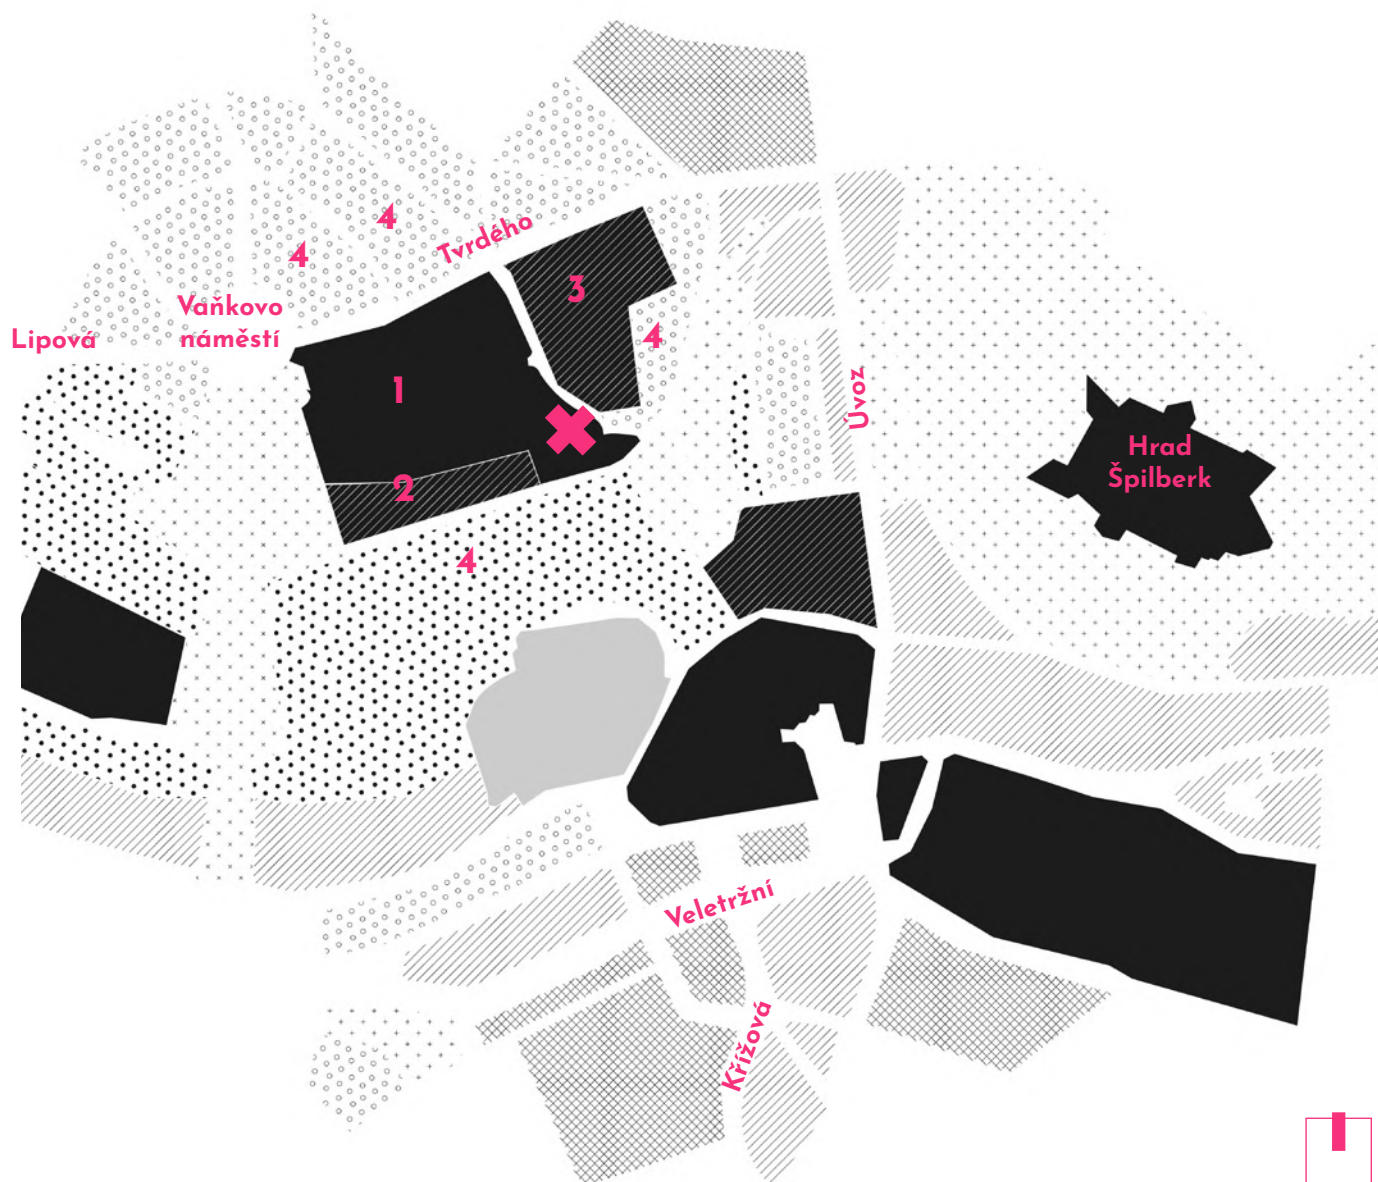 4
Tvrdého
4
3
Vaňkovo
náměstí
Lipová
4
1
Úvoz
Hrad
Špilberk
2
4
Veletržní
Křížová